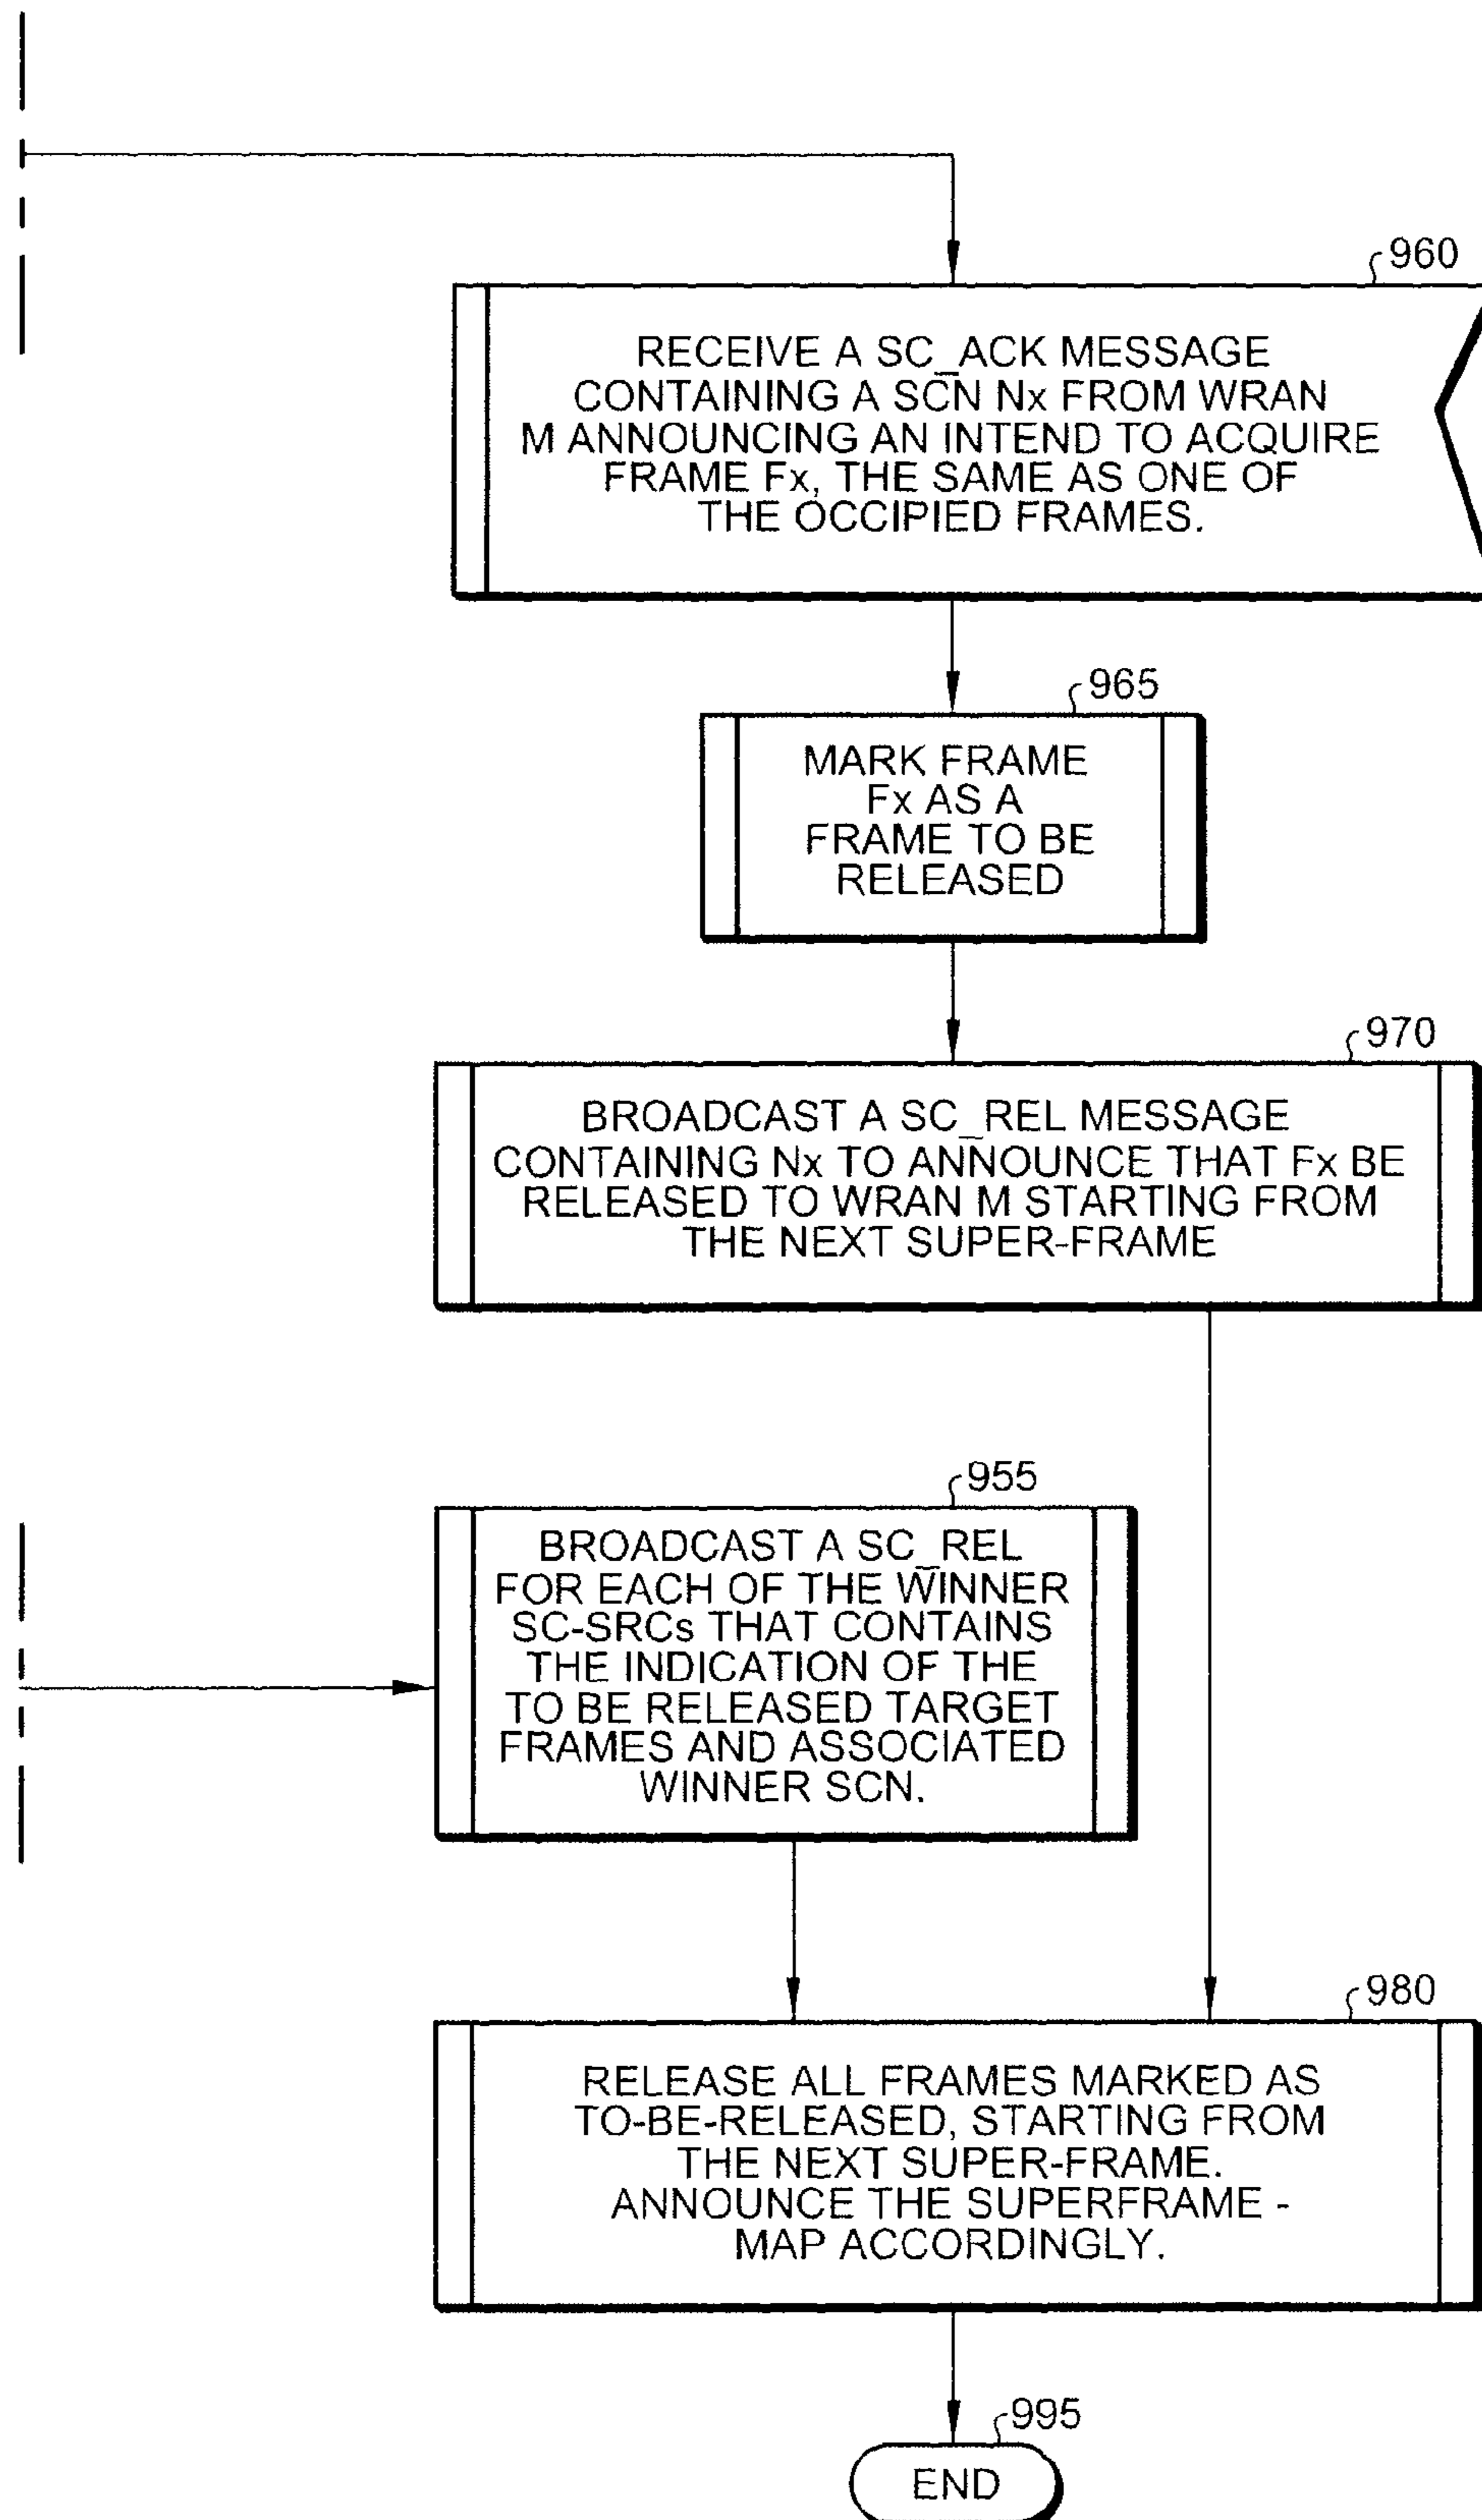 960
RECEIVE A SC_ACK MESSAGE
CONTAINING A SCN Nx FROM WRAN
M ANNOUNCING AN INTEND TO ACQUIRE
FRAME Fx, THE SAME AS ONE OF
THE OCCIPIED FRAMES.
965
MARK FRAME
Fx AS A
FRAME TO BE
RELEASED
970
BROADCAST A SC_REL MESSAGE
CONTAINING Nx TO ANNOUNCE THAT Fx BE
RELEASED TO WRAN M STARTING FROM
THE NEXT SUPER-FRAME
955
BROADCAST A SC_REL
FOR EACH OF THE WINNER
SC-SRCs THAT CONTAINS
THE INDICATION OF THE
TO BE RELEASED TARGET
FRAMES AND ASSOCIATED
WINNER SCN.
980
RELEASE ALL FRAMES MARKED AS
TO-BE-RELEASED, STARTING FROM
THE NEXT SUPER-FRAME.
ANNOUNCE THE SUPERFRAME -
MAP ACCORDINGLY.
995
END